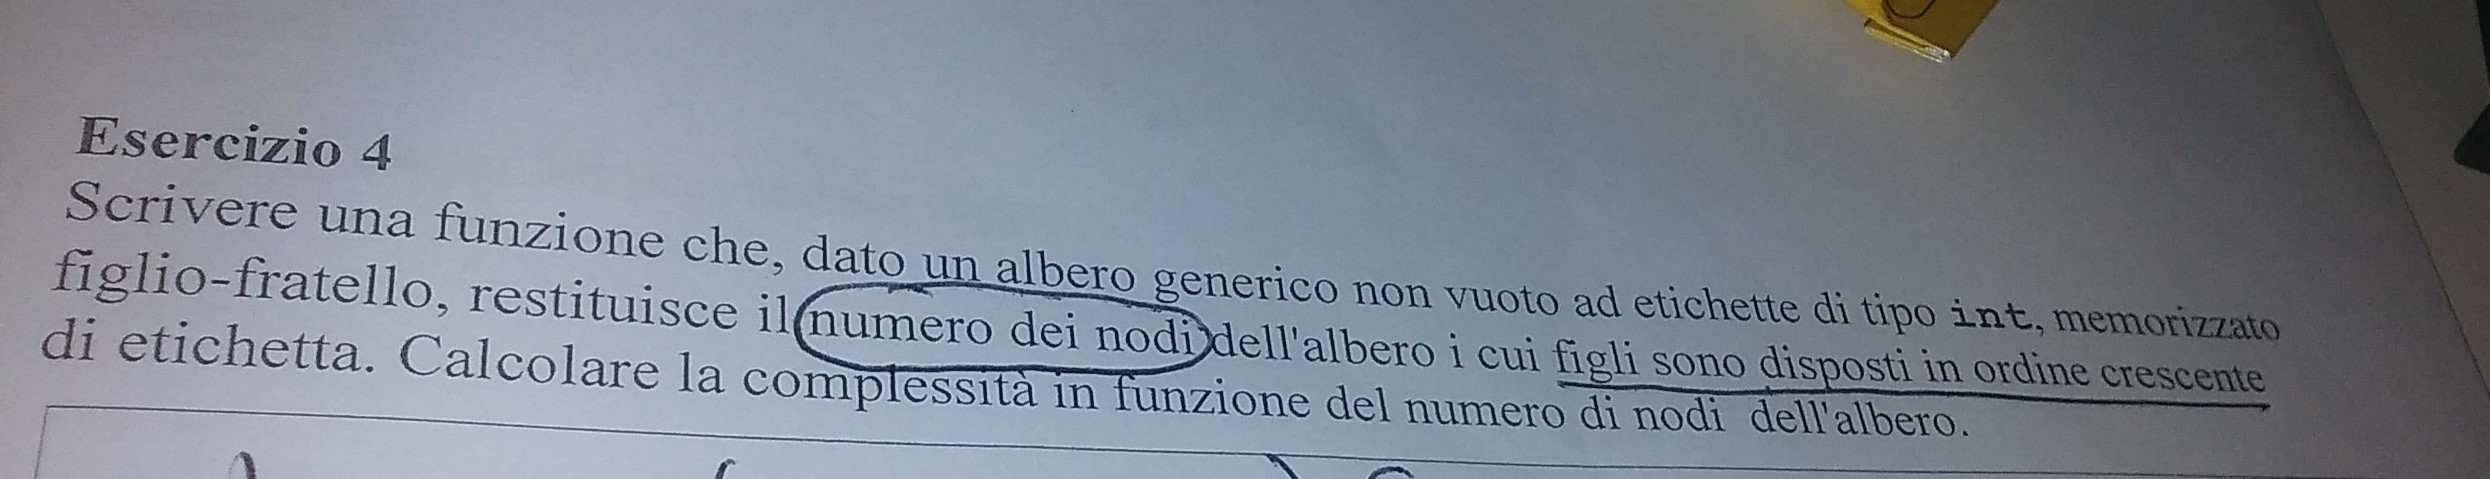 Esercizio 4
Scrivere una funzione che, dato un albero generico non vuoto ad etichette di tipo int, memorizzato
figlio-fratello, restituisce il numero dei nodi dell'albero i cui figli sono disposti in ordine crescente
di etichetta. Calcolare la complessità in funzione del numero di nodi dell'albero.